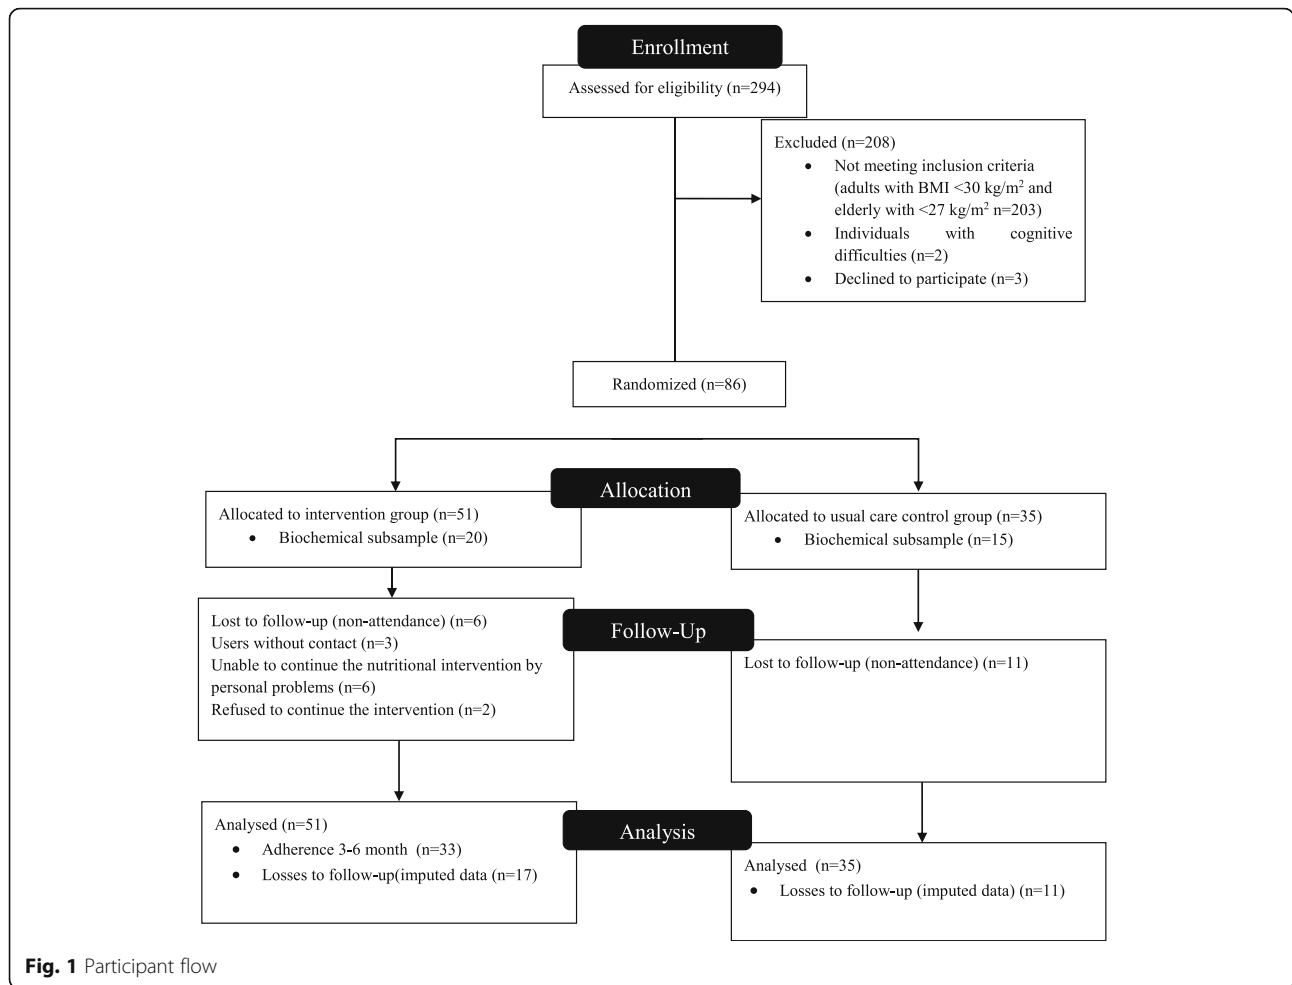 Enrollment
Assessed for eligibility (n=294)
Excluded (n=208)
• Not meeting inclusion criteria
(adults with BMI <30 kg/m² and
elderly with <27 kg/m² n=203)
• Individuals with cognitive
difficulties (n=2)
• Declined to participate (n=3)
Randomized (n=86)
Allocation
Allocated to intervention group (n=51)
• Biochemical subsample (n=20)
Allocated to usual care control group (n=35)
• Biochemical subsample (n=15)
Follow-Up
Lost to follow-up (non-attendance) (n=6)
Users without contact (n=3)
Unable to continue the nutritional intervention by
personal problems (n=6)
Refused to continue the intervention (n=2)
Lost to follow-up (non-attendance) (n=11)
Analysis
Analysed (n=51)
• Adherence 3-6 month (n=33)
• Losses to follow-up(imputed data (n=17)
Analysed (n=35)
• Losses to follow-up (imputed data) (n=11)
Fig. 1 Participant flow